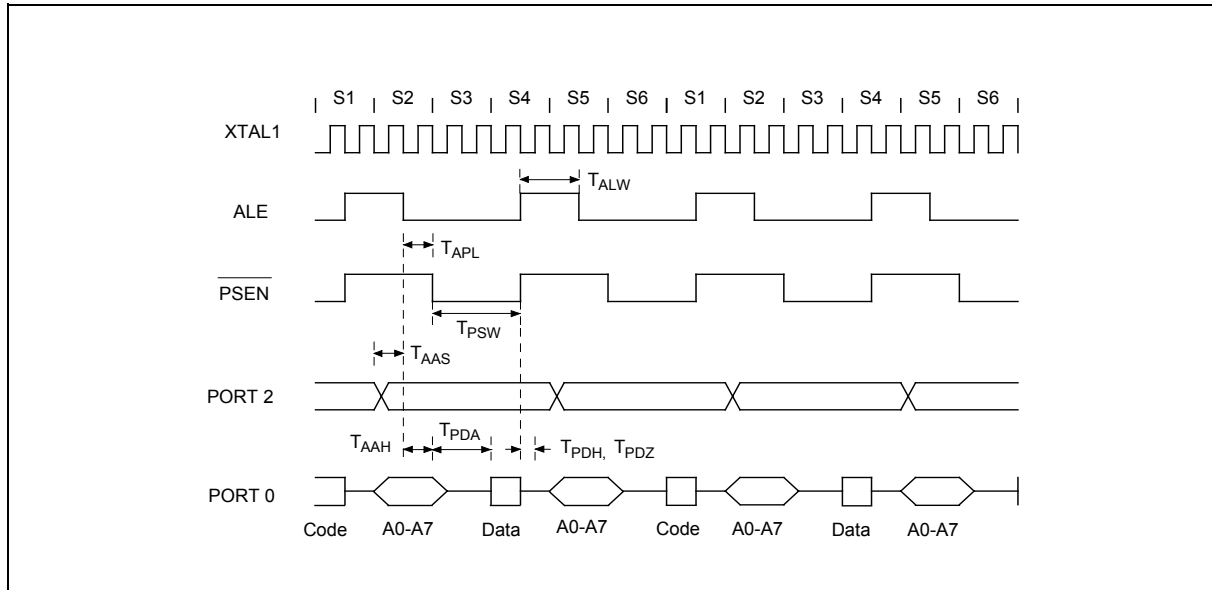 S1 S2 S3 S4 S5 S6 S1 S2 S3 S4 S5 S6
XTAL1
TALW
ALE
TAPL
PSEN
TPSW
TAAS
PORT 2
TAAH TPDA TPDH, TPDZ
PORT 0
Code A0-A7 Data A0-A7 Code A0-A7 Data A0-A7